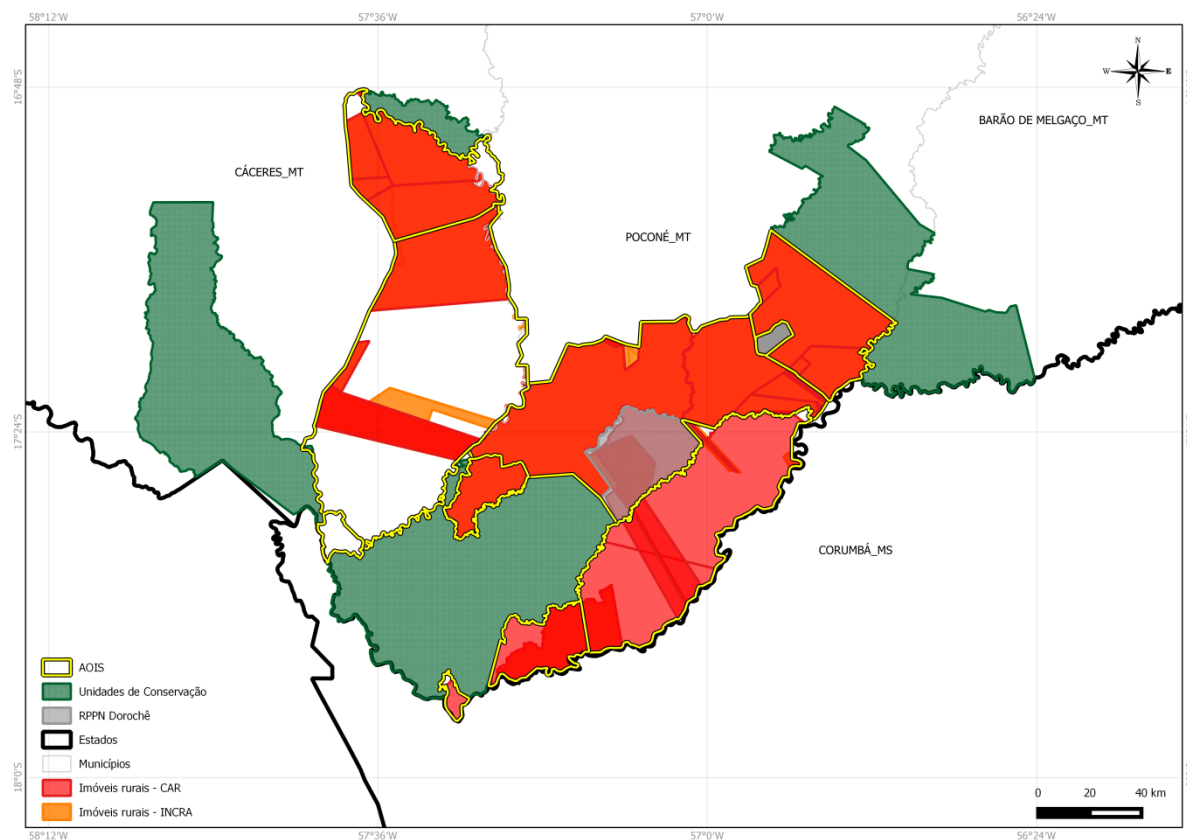 58°12'W 57°36'W 57°0'W 56°24'W
N
W E
S
16°48'S
BARÃO DE MELGAÇO_MT
CÁCERES_MT
POCONÉ_MT
17°24'S
CORUMBÁ_MS
AOIS
Unidades de Conservação
RPPN Dorochê
Estados
Municípios
Imóveis rurais - CAR
Imóveis rurais - INCRA
18°0'S
0 20 40 km
58°12'W 57°36'W 57°0'W 56°24'W